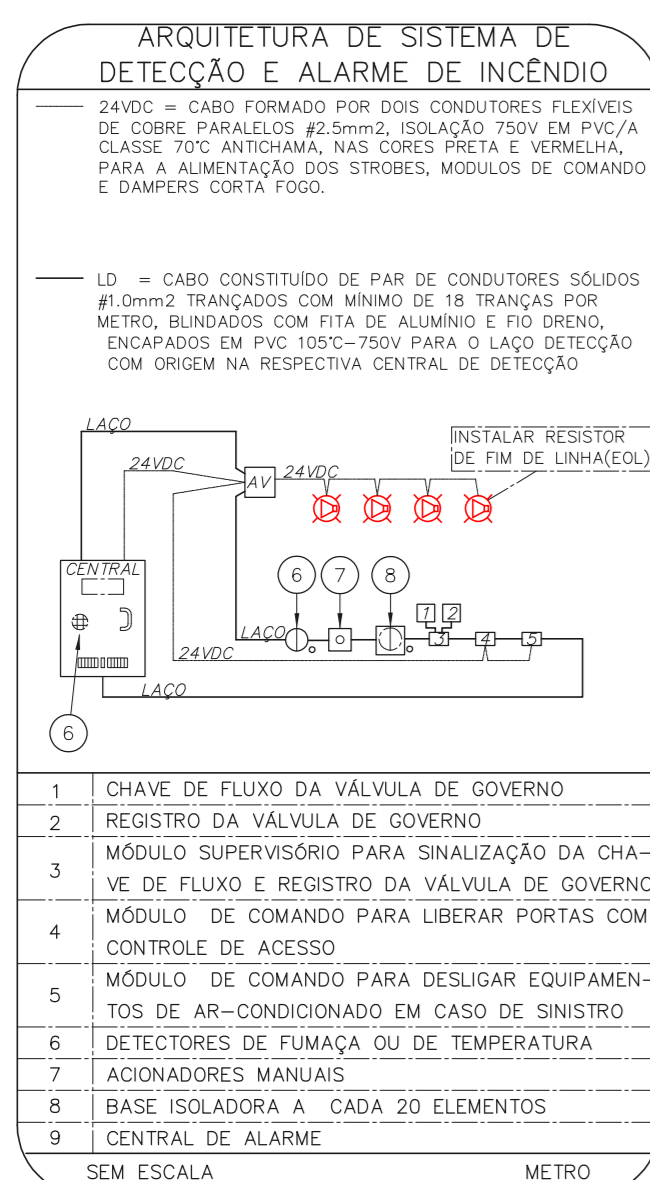 ARQUITETURA DE SISTEMA DE
DETECÇÃO E ALARME DE INCÊNDIO
24VDC = CABO FORMADO POR DOIS CONDUTORES FLEXÍVEIS
DE COBRE PARALELOS #2.5mm2, ISOLAÇÃO 750V EM PVC/A
CLASSE 70°C ANTICHAMA, NAS CORES PRETA E VERMELHA,
PARA A ALIMENTAÇÃO DOS STROBES, MODULOS DE COMANDO
E DAMPERS CORTA FOGO.
LD = CABO CONSTITUÍDO DE PAR DE CONDUTORES SÓLIDOS
#1.0mm2 TRANÇADOS COM MÍNIMO DE 18 TRANÇAS POR
METRO, BLINDADOS COM FITA DE ALUMÍNIO E FIO DRENO,
ENCAPADOS EM PVC 105°C-750V PARA O LAÇO DETECÇÃO
COM ORIGEM NA RESPECTIVA CENTRAL DE DETECÇÃO
LAÇO
INSTALAR RESISTOR
DE FIM DE LINHA(EOL)
24VDC
AV
24VDC
CENTRAL
6
7
8
1
2
LAÇO
3
4
5
24VDC
LAÇO
6
1 CHAVE DE FLUXO DA VÁLVULA DE GOVERNO
2 REGISTRO DA VÁLVULA DE GOVERNO
3 MÓDULO SUPERVISÓRIO PARA SINALIZAÇÃO DA CHA-
VE DE FLUXO E REGISTRO DA VÁLVULA DE GOVERNO
4 MÓDULO DE COMANDO PARA LIBERAR PORTAS COM
CONTROLE DE ACESSO
5 MÓDULO DE COMANDO PARA DESLIGAR EQUIPAMEN-
TOS DE AR-CONDICIONADO EM CASO DE SINISTRO
6 DETECTORES DE FUMAÇA OU DE TEMPERATURA
7 ACIONADORES MANUAIS
8 BASE ISOLADORA A CADA 20 ELEMENTOS
9 CENTRAL DE ALARME
SEM ESCALA METRO